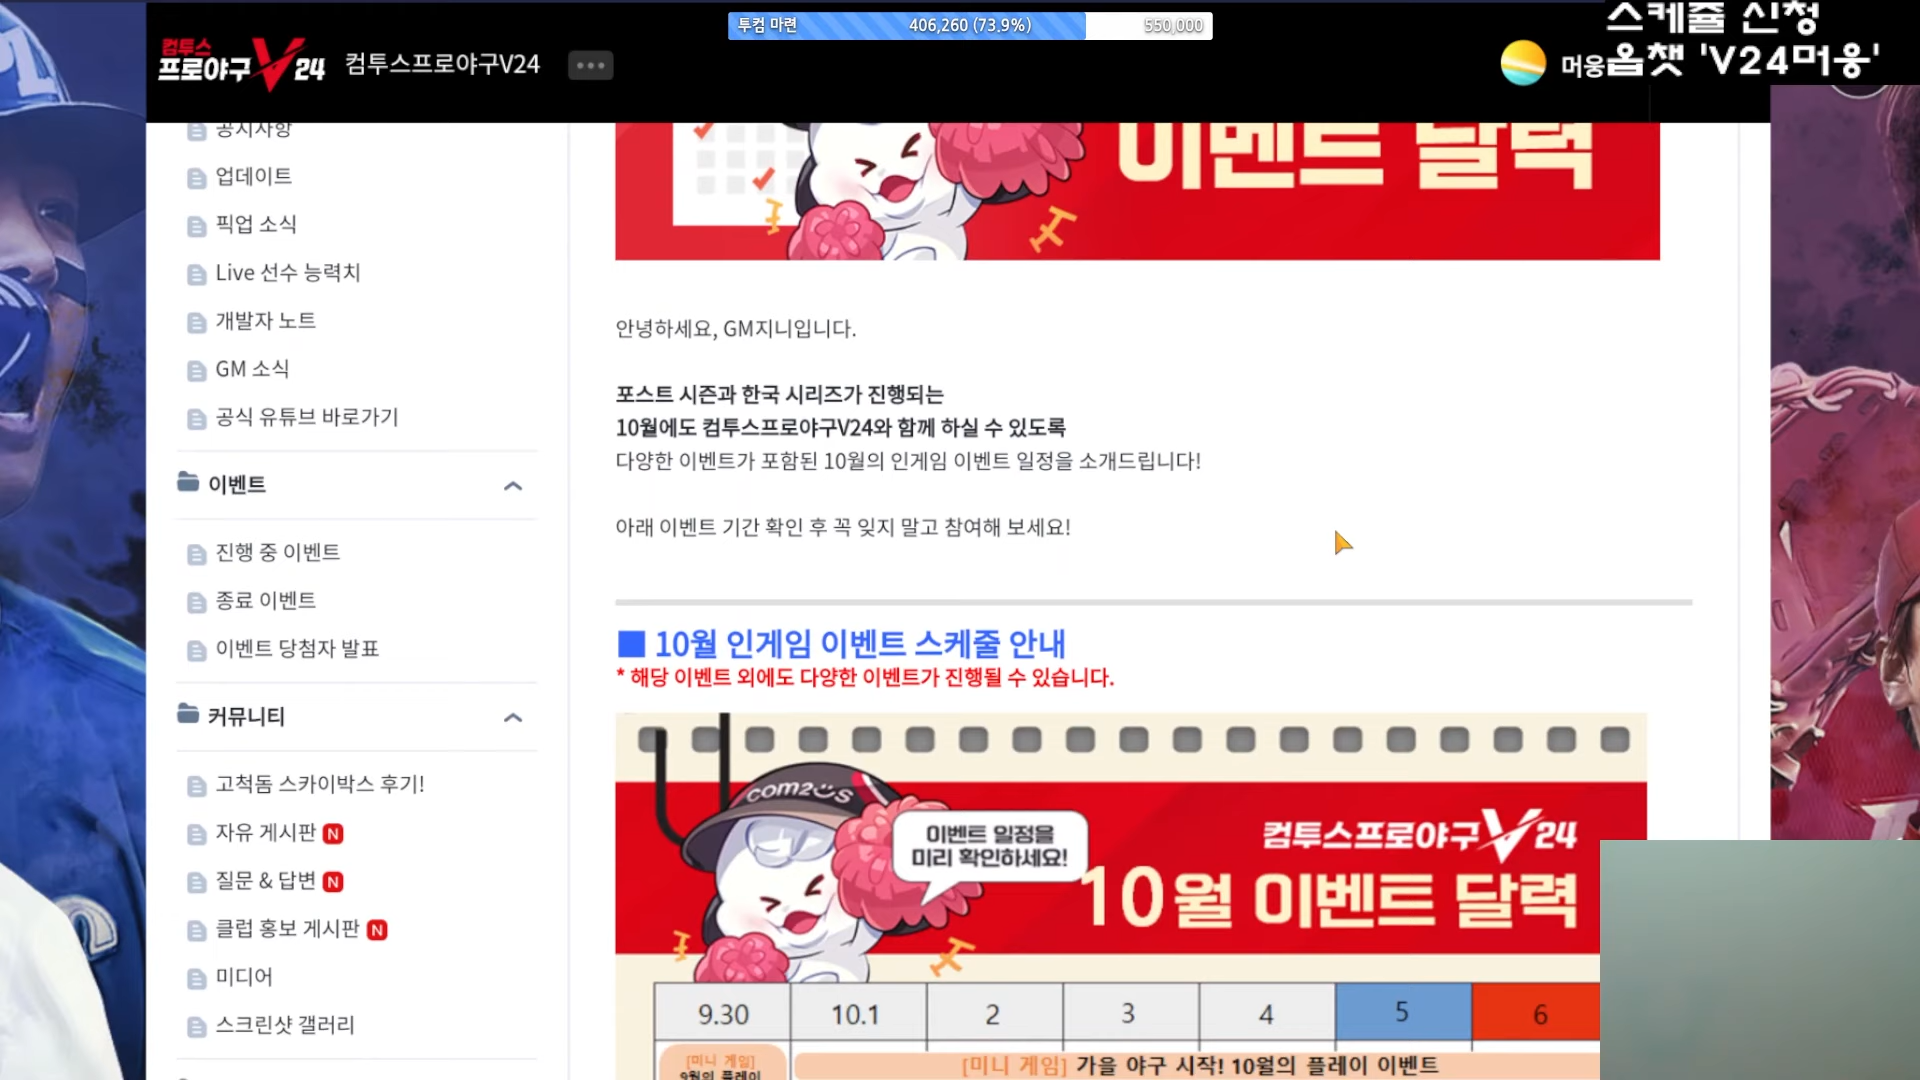 투컴 마련 406,260 (73.9%) 550,000
스케쥴 신청
옵챗 'V24머웅'
컴투스
프로야구V24 컴투스프로야구V24
머웅
공지사항
업데이트
픽업 소식
Live 선수 능력치
개발자 노트
GM 소식
공식 유튜브 바로가기
이벤트
진행 중 이벤트
종료 이벤트
이벤트 당첨자 발표
커뮤니티
고척돔 스카이박스 후기!
자유 게시판 N
질문 & 답변 N
클럽 홍보 게시판 N
미디어
스크린샷 갤러리
이벤트 달력
안녕하세요, GM지니입니다.
포스트 시즌과 한국 시리즈가 진행되는
10월에도 컴투스프로야구V24와 함께 하실 수 있도록
다양한 이벤트가 포함된 10월의 인게임 이벤트 일정을 소개드립니다!
아래 이벤트 기간 확인 후 꼭 잊지 말고 참여해 보세요!
■ 10월 인게임 이벤트 스케줄 안내
* 해당 이벤트 외에도 다양한 이벤트가 진행될 수 있습니다.
com2us
이벤트 일정을
미리 확인하세요!
컴투스프로야구V24
10월 이벤트 달력
9.30 10.1 2 3 4 5 6
[미니 게임]
9월의 플레이
[미니 게임] 가을 야구 시작! 10월의 플레이 이벤트